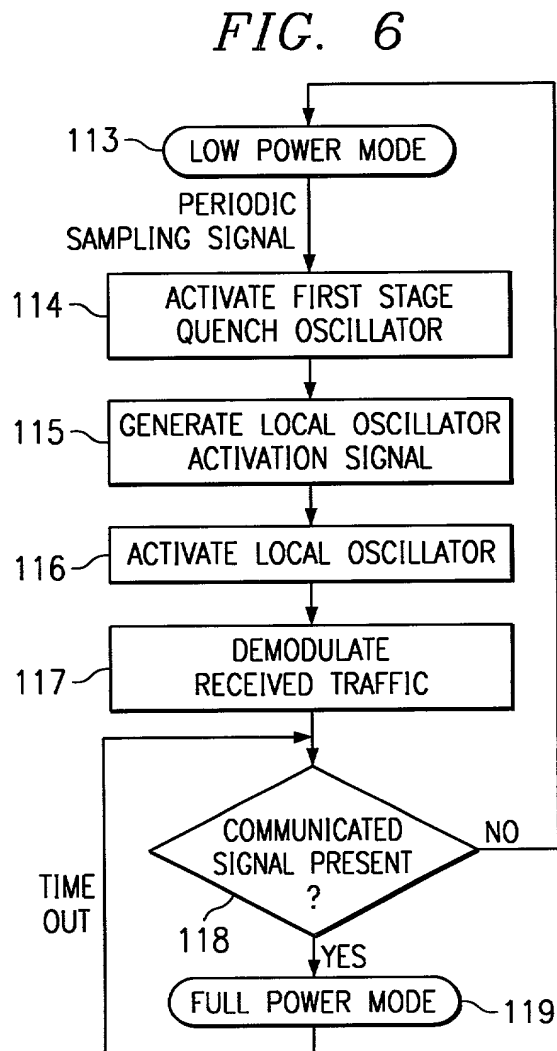 FIG. 6
113
LOW POWER MODE
PERIODIC
SAMPLING SIGNAL
114
ACTIVATE FIRST STAGE
QUENCH OSCILLATOR
115
GENERATE LOCAL OSCILLATOR
ACTIVATION SIGNAL
116
ACTIVATE LOCAL OSCILLATOR
117
DEMODULATE
RECEIVED TRAFFIC
COMMUNICATED
SIGNAL PRESENT
?
NO
TIME
OUT
118
YES
FULL POWER MODE
119